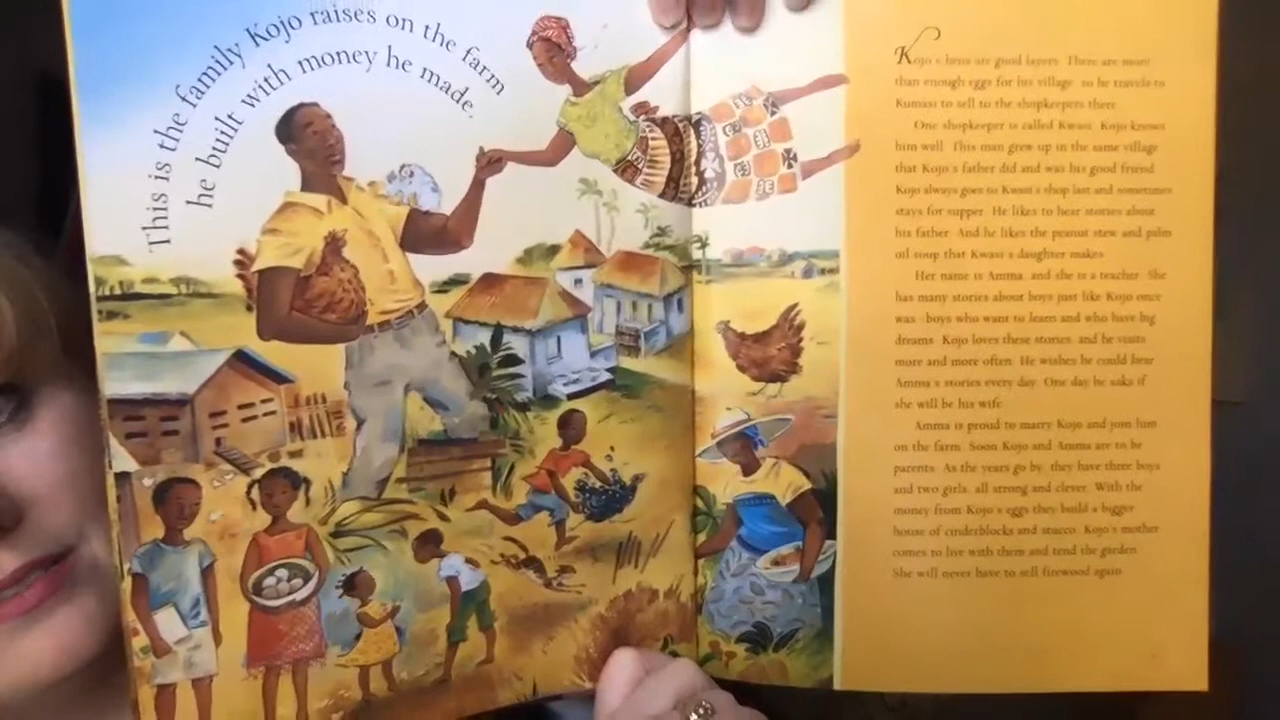 This is the family Kojo raises on the farm
he built with money he made.
Kojo's hens are good layers. There are more
than enough eggs for his village, so he travels to
Kumasi to sell to the shopkeepers there.
One shopkeeper is called Kwasi. Kojo knows
him well. This man grew up in the same village
that Kojo's father did and was his good friend.
Kojo always goes to Kwasi's shop last and sometimes
stays for supper. He likes to hear stories about
his father. And he likes the peanut stew and palm
oil soup that Kwasi's daughter makes.
Her name is Amma, and she is a teacher. She
has many stories about boys just like Kojo once
was—boys who want to learn and who have big
dreams. Kojo loves these stories, and he visits
more and more often. He wishes he could hear
Amma's stories every day. One day he asks if
she will be his wife.
Amma is proud to marry Kojo and join him
on the farm. Soon Kojo and Amma are to be
parents. As the years go by, they have three boys
and two girls, all strong and clever. With the
money from Kojo's eggs they build a bigger
house of cinderblocks and stucco. Kojo's mother
comes to live with them and tend the garden.
She will never have to sell firewood again.